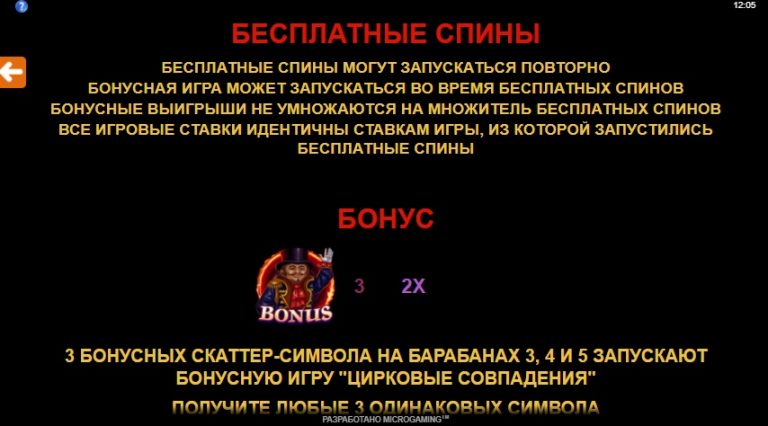 ?
12:05
БЕСПЛАТНЫЕ СПИНЫ
БЕСПЛАТНЫЕ СПИНЫ МОГУТ ЗАПУСКАТЬСЯ ПОВТОРНО
БОНУСНАЯ ИГРА МОЖЕТ ЗАПУСКАТЬСЯ ВО ВРЕМЯ БЕСПЛАТНЫХ СПИНОВ
БОНУСНЫЕ ВЫИГРЫШИ НЕ УМНОЖАЮТСЯ НА МНОЖИТЕЛЬ БЕСПЛАТНЫХ СПИНОВ
ВСЕ ИГРОВЫЕ СТАВКИ ИДЕНТИЧНЫ СТАВКАМ ИГРЫ, ИЗ КОТОРОЙ ЗАПУСТИЛИСЬ
БЕСПЛАТНЫЕ СПИНЫ
БОНУС
BONUS 3 2X
3 БОНУСНЫХ СКАТТЕР-СИМВОЛА НА БАРАБАНАХ 3, 4 И 5 ЗАПУСКАЮТ
БОНУСНУЮ ИГРУ "ЦИРКОВЫЕ СОВПАДЕНИЯ"
ПОЛУЧИТЕ ЛЮБЫЕ 3 ОДИНАКОВЫХ СИМВОЛА
РАЗРАБОТАНО MICROGAMING™